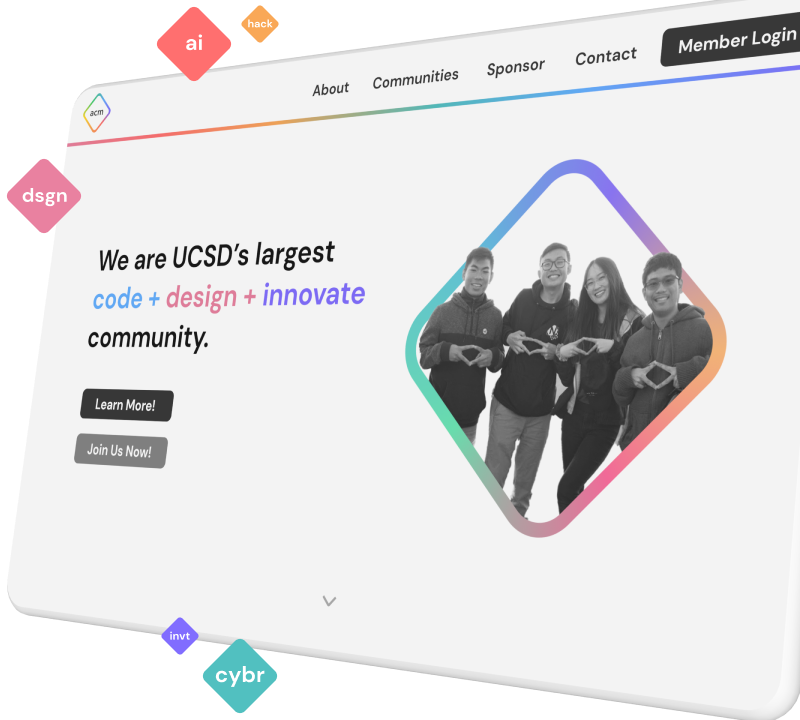 ai
hack
About
Communities
Sponsor
Contact
Member Login
acm
dsgn
We are UCSD’s largest
code + design + innovate
community.
Learn More!
Join Us Now!
invt
cybr